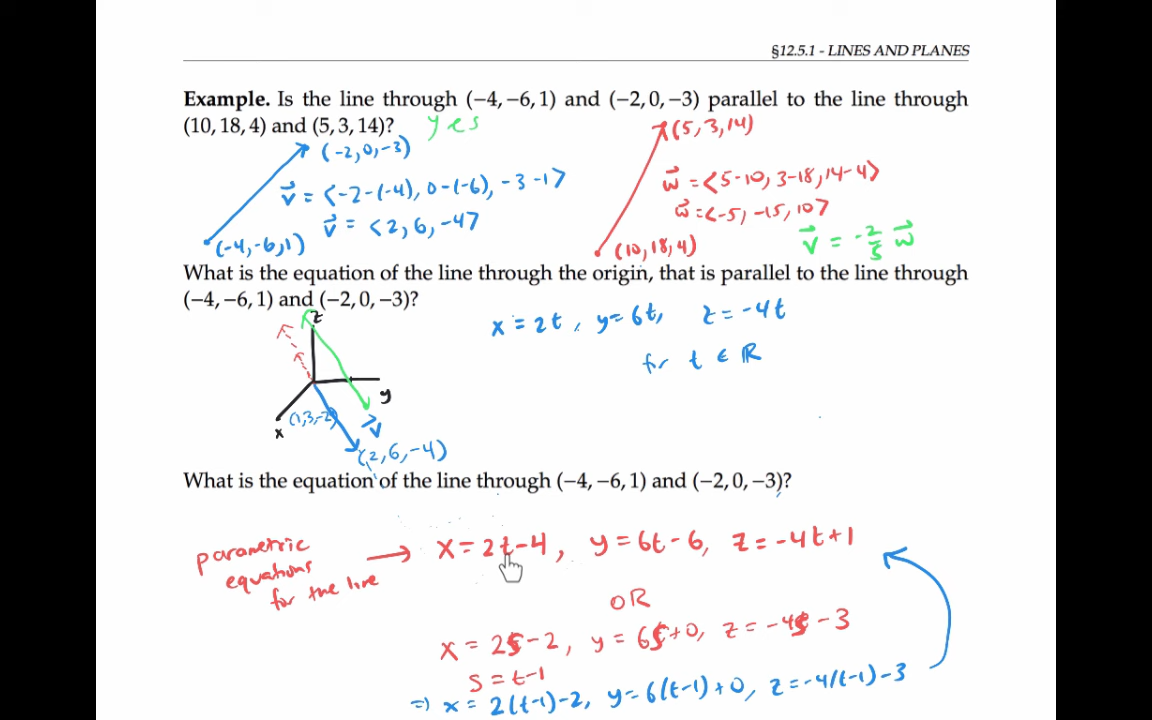 §12.5.1 - LINES AND PLANES
Example. Is the line through (−4, −6, 1) and (−2, 0, −3) parallel to the line through
(10, 18, 4) and (5, 3, 14)? yes
(-2, 0, -3)
v⃗ = <-2-(-4), 0-(-6), -3-1>
v⃗ = <2, 6, -4>
(-4, -6, 1)
(5, 3, 14)
w⃗ = <5-10, 3-18, 14-4>
w⃗ = <-5, -15, 10>
(10, 18, 4)
v⃗ = -2/5 w⃗
What is the equation of the line through the origin, that is parallel to the line through
(−4, −6, 1) and (−2, 0, −3)?
x = 2t, y = 6t, z = -4t
for t ∈ ℝ
z
y
x
(1,3,-2)
v⃗
(2, 6, -4)
What is the equation of the line through (−4, −6, 1) and (−2, 0, −3)?
parametric
equations
for the line
→ x = 2t-4, y = 6t-6, z = -4t+1
OR
x = 2s-2, y = 6s+0, z = -4s-3
s = t-1
=> x = 2(t-1)-2, y = 6(t-1)+0, z = -4(t-1)-3